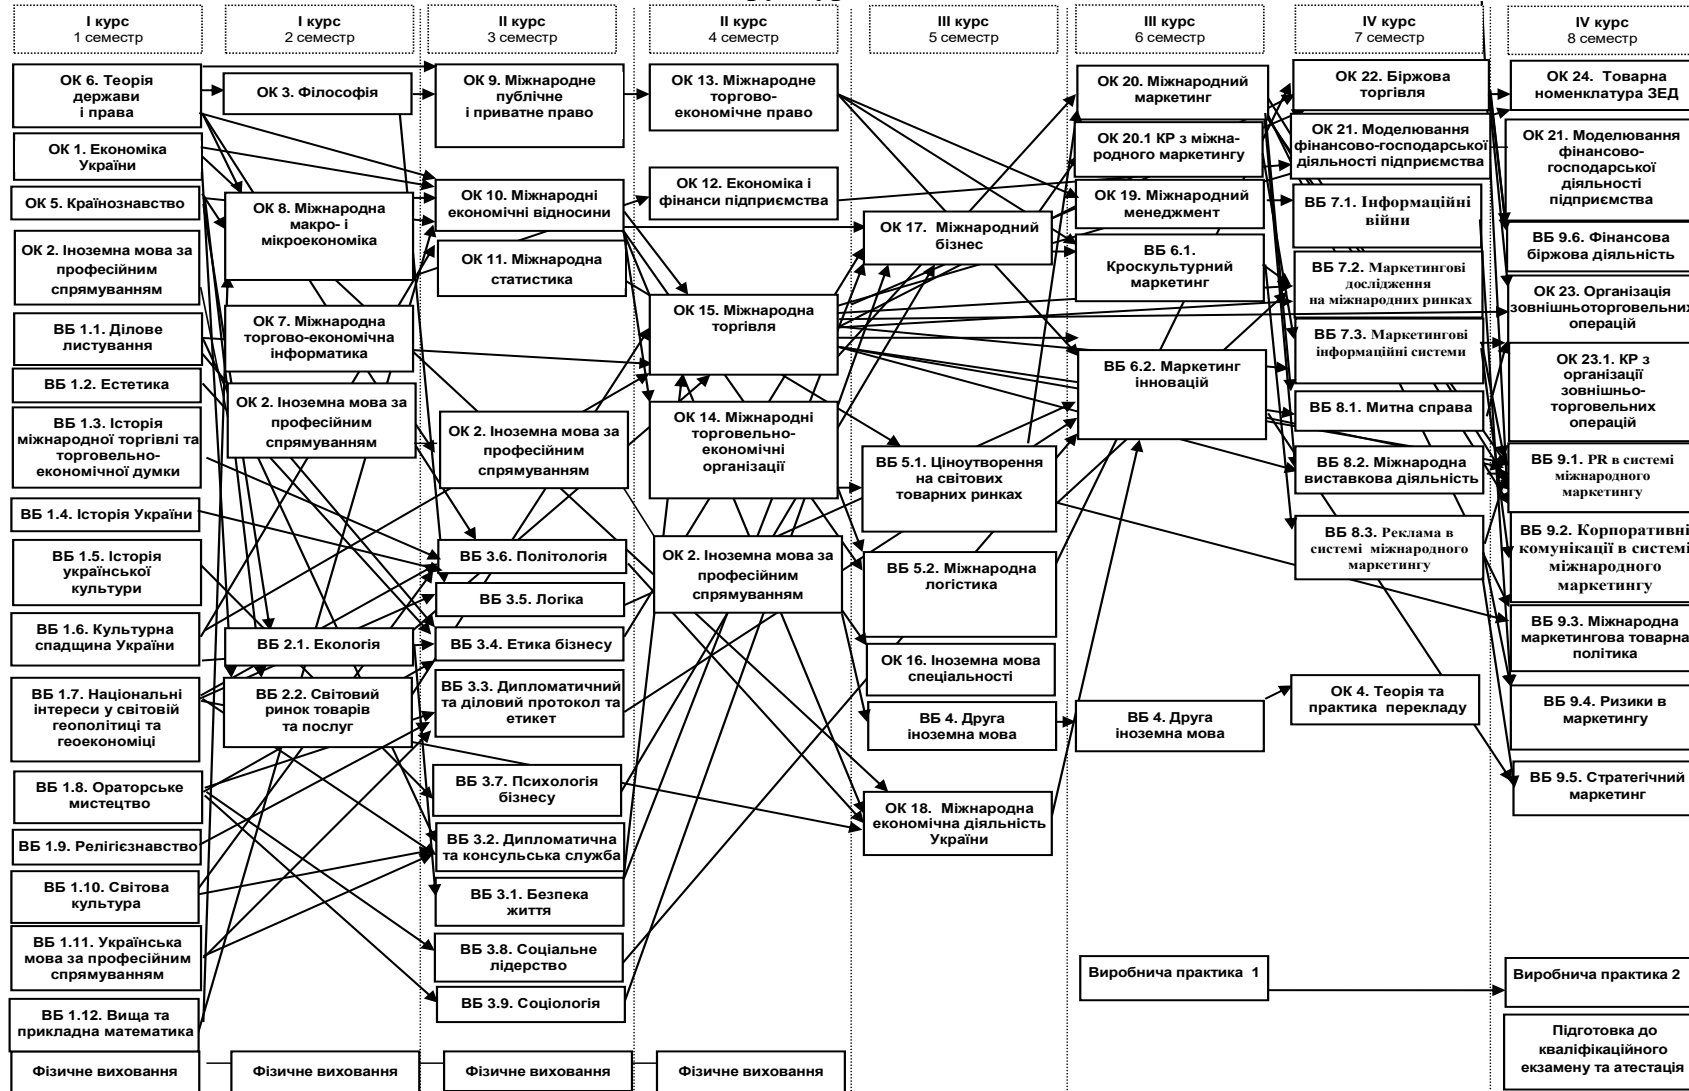 І курс
1 семестр
І курс
2 семестр
ІІ курс
3 семестр
ІІ курс
4 семестр
ІІІ курс
5 семестр
ІІІ курс
6 семестр
ІV курс
7 семестр
ІV курс
8 семестр
ОК 6. Теорія
держави
і права
ОК 1. Економіка
України
ОК 5. Країнознавство
ОК 2. Іноземна мова за
професійним
спрямуванням
ВБ 1.1. Ділове
листування
ВБ 1.2. Естетика
ВБ 1.3. Історія
міжнародної торгівлі та
торговельно-
економічної думки
ВБ 1.4. Історія України
ВБ 1.5. Історія
української
культури
ВБ 1.6. Культурна
спадщина України
ВБ 1.7. Національні
інтереси у світовій
геополітиці та
геоекономіці
ВБ 1.8. Ораторське
мистецтво
ВБ 1.9. Релігієзнавство
ВБ 1.10. Світова
культура
ВБ 1.11. Українська
мова за професійним
спрямуванням
ВБ 1.12. Вища та
прикладна математика
Фізичне виховання
ОК 3. Філософія
ОК 8. Міжнародна
макро- і
мікроекономіка
ОК 7. Міжнародна
торгово-економічна
інформатика
ОК 2. Іноземна мова за
професійним
спрямуванням
ВБ 2.1. Екологія
ВБ 2.2. Світовий
ринок товарів
та послуг
Фізичне виховання
ОК 9. Міжнародне
публічне
і приватне право
ОК 10. Міжнародні
економічні відносини
ОК 11. Міжнародна
статистика
ОК 2. Іноземна мова за
професійним
спрямуванням
ВБ 3.6. Політологія
ВБ 3.5. Логіка
ВБ 3.4. Етика бізнесу
ВБ 3.3. Дипломатичний
та діловий протокол та
етикет
ВБ 3.7. Психологія
бізнесу
ВБ 3.2. Дипломатична
та консульська служба
ВБ 3.1. Безпека
життя
ВБ 3.8. Соціальне
лідерство
ВБ 3.9. Соціологія
Фізичне виховання
ОК 13. Міжнародне
торгово-
економічне право
ОК 12. Економіка і
фінанси підприємства
ОК 15. Міжнародна
торгівля
ОК 14. Міжнародні
торговельно-
економічні
організації
ОК 2. Іноземна мова за
професійним
спрямуванням
Фізичне виховання
ОК 17. Міжнародний
бізнес
ВБ 5.1. Ціноутворення
на світових
товарних ринках
ВБ 5.2. Міжнародна
логістика
ОК 16. Іноземна мова
спеціальності
ВБ 4. Друга
іноземна мова
ОК 18. Міжнародна
економічна діяльність
України
ОК 20. Міжнародний
маркетинг
ОК 20.1 КР з міжна-
родного маркетингу
ОК 19. Міжнародний
менеджмент
ВБ 6.1.
Кроскультурний
маркетинг
ВБ 6.2. Маркетинг
інновацій
ВБ 4. Друга
іноземна мова
Виробнича практика 1
ОК 22. Біржова
торгівля
ОК 21. Моделювання
фінансово-господарської
діяльності підприємства
ВБ 7.1. Інформаційні
війни
ВБ 7.2. Маркетингові
дослідження
на міжнародних ринках
ВБ 7.3. Маркетингові
інформаційні системи
ВБ 8.1. Митна справа
ВБ 8.2. Міжнародна
виставкова діяльність
ВБ 8.3. Реклама в
системі міжнародного
маркетингу
ОК 4. Теорія та
практика перекладу
ОК 24. Товарна
номенклатура ЗЕД
ОК 21. Моделювання
фінансово-
господарської
діяльності
підприємства
ВБ 9.6. Фінансова
біржова діяльність
ОК 23. Організація
зовнішньоторговельних
операцій
ОК 23.1. КР з
організації
зовнішньо-
торговельних
операцій
ВБ 9.1. PR в системі
міжнародного
маркетингу
ВБ 9.2. Корпоративні
комунікації в системі
міжнародного
маркетингу
ВБ 9.3. Міжнародна
маркетингова товарна
політика
ВБ 9.4. Ризики в
маркетингу
ВБ 9.5. Стратегічний
маркетинг
Виробнича практика 2
Підготовка до
кваліфікаційного
екзамену та атестація